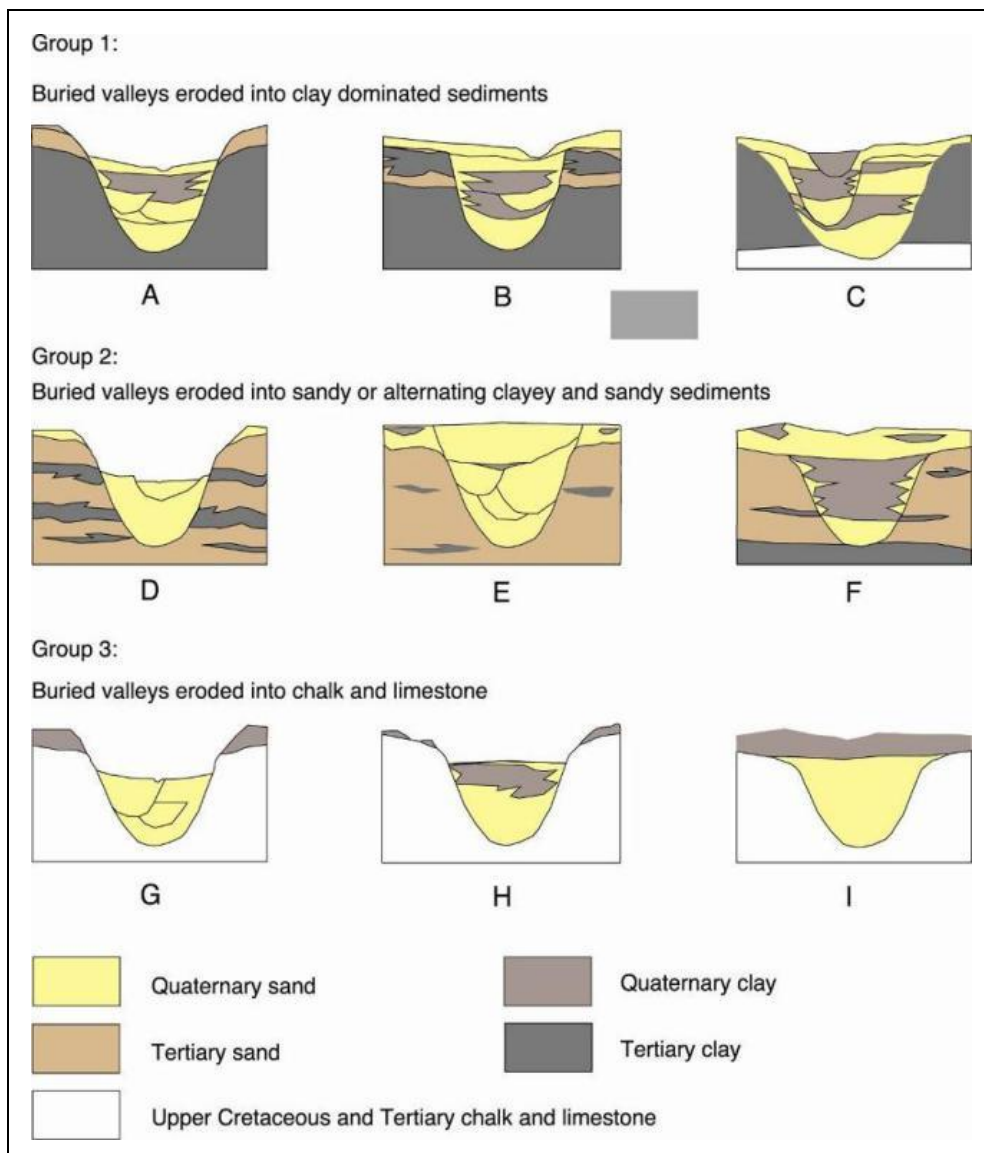 Group 1:
Buried valleys eroded into clay dominated sediments
A B C
Group 2:
Buried valleys eroded into sandy or alternating clayey and sandy sediments
D E F
Group 3:
Buried valleys eroded into chalk and limestone
G H I
Quaternary sand Quaternary clay
Tertiary sand Tertiary clay
Upper Cretaceous and Tertiary chalk and limestone